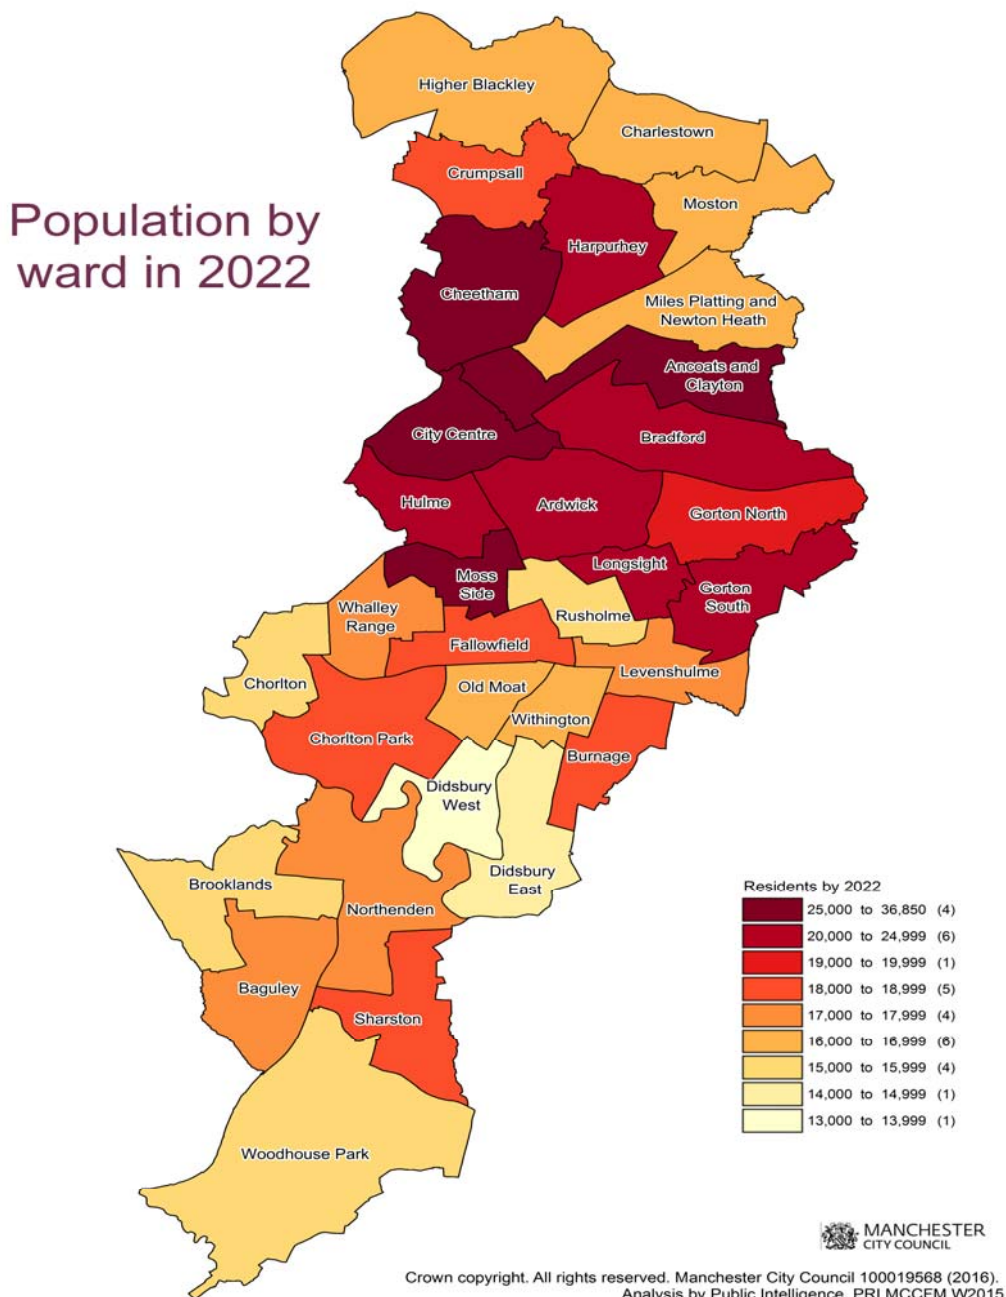 Population by
ward in 2022
Higher Blackley
Charlestown
Crumpsall
Moston
Harpurhey
Cheetham
Miles Platting and
Newton Heath
Ancoats and
Clayton
City Centre
Bradford
Hulme
Ardwick
Gorton North
Longsight
Moss
Side
Gorton
South
Whalley
Range
Rusholme
Fallowfield
Levenshulme
Chorlton
Old Moat
Withington
Chorlton Park
Burnage
Didsbury
West
Didsbury
East
Brooklands
Northenden
Baguley
Sharston
Woodhouse Park
Residents by 2022
25,000 to 36,850 (4)
20,000 to 24,999 (6)
19,000 to 19,999 (1)
18,000 to 18,999 (5)
17,000 to 17,999 (4)
16,000 to 16,999 (6)
15,000 to 15,999 (4)
14,000 to 14,999 (1)
13,000 to 13,999 (1)
MANCHESTER
CITY COUNCIL
Crown copyright. All rights reserved. Manchester City Council 100019568 (2016).
Analysis by Public Intelligence, PRI MCCFM W2015